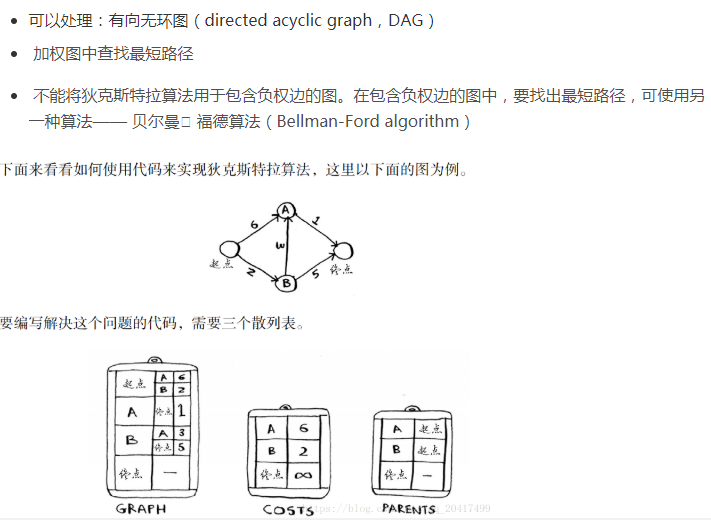 可以处理：有向无环图（directed acyclic graph，DAG）
加权图中查找最短路径
不能将狄克斯特拉算法用于包含负权边的图。在包含负权边的图中，要找出最短路径，可使用另
一种算法—— 贝尔曼 福德算法（Bellman-Ford algorithm）
下面来看看如何使用代码来实现狄克斯特拉算法，这里以下面的图为例。
A
6 1
3
起点 终点
2 5
B
要编写解决这个问题的代码，需要三个散列表。
起点 A 6
B 2
A 终点 1
B A 3
终点 5
终点 —
GRAPH
A 6
B 2
终点 ∞
COSTS
A 起点
B 起点
终点 —
PARENTS
20417499